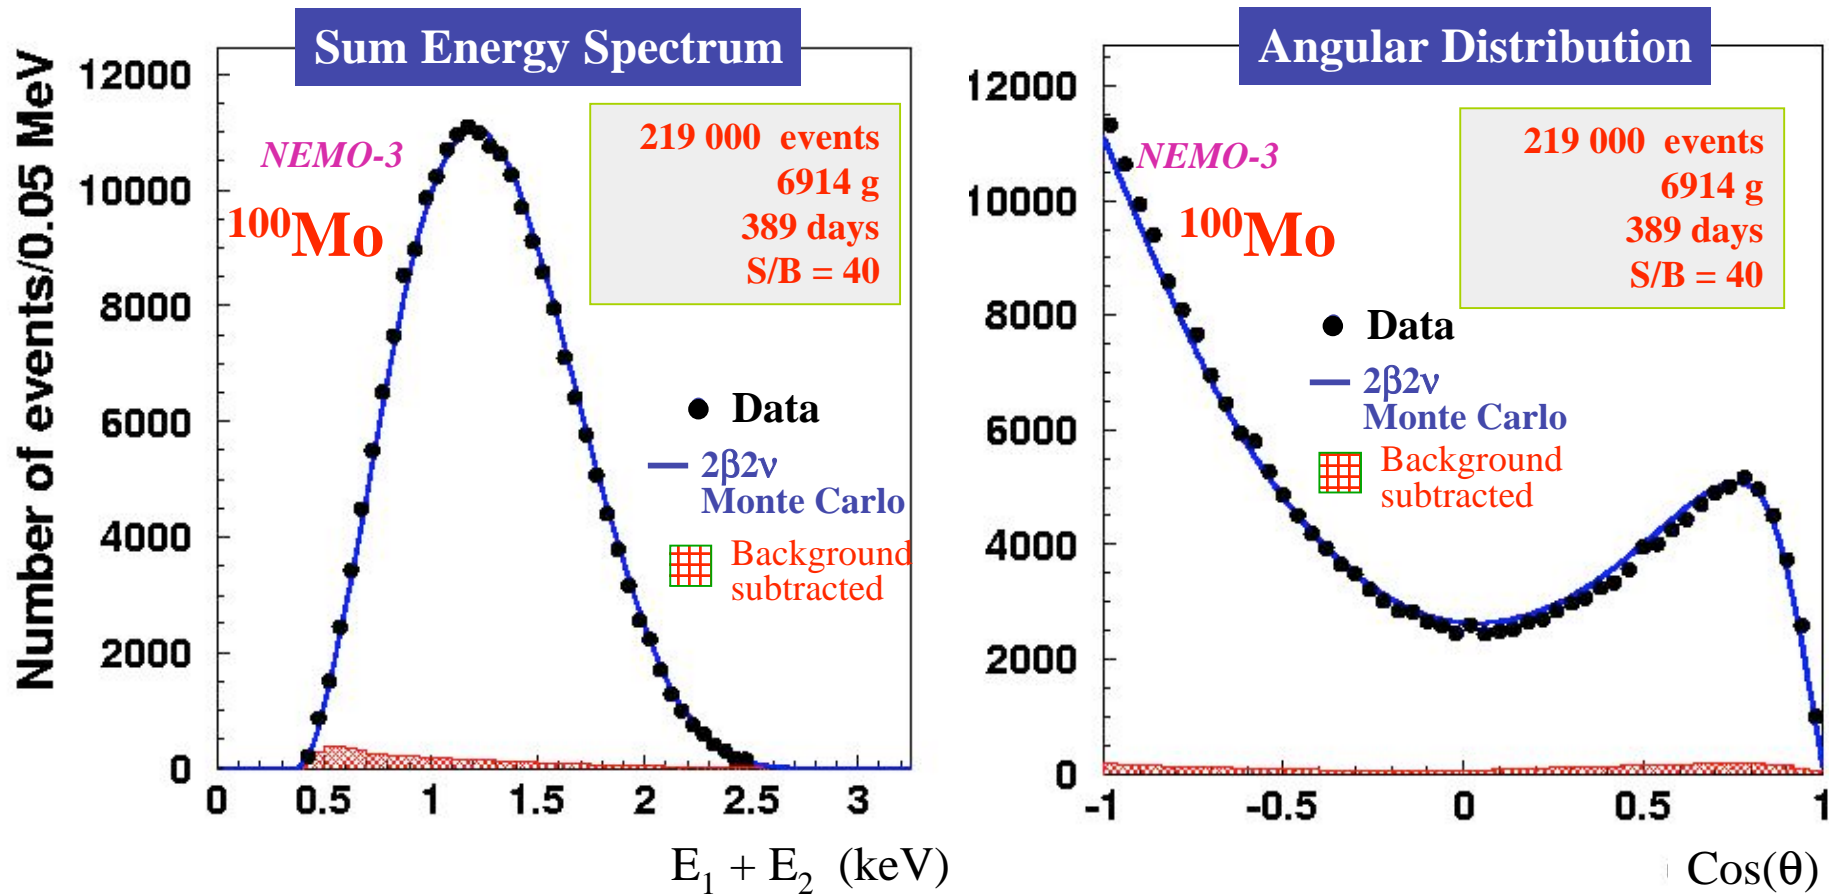 Sum Energy Spectrum
Number of events/0.05 MeV
12000
10000
8000
6000
4000
2000
0
NEMO-3
¹⁰⁰Mo
219 000 events
6914 g
389 days
S/B = 40
Data
2β2ν
Monte Carlo
Background
subtracted
0 0.5 1 1.5 2 2.5 3
E₁ + E₂ (keV)
Angular Distribution
12000
10000
8000
6000
4000
2000
0
NEMO-3
¹⁰⁰Mo
219 000 events
6914 g
389 days
S/B = 40
Data
2β2ν
Monte Carlo
Background
subtracted
-1 -0.5 0 0.5 1
Cos(θ)